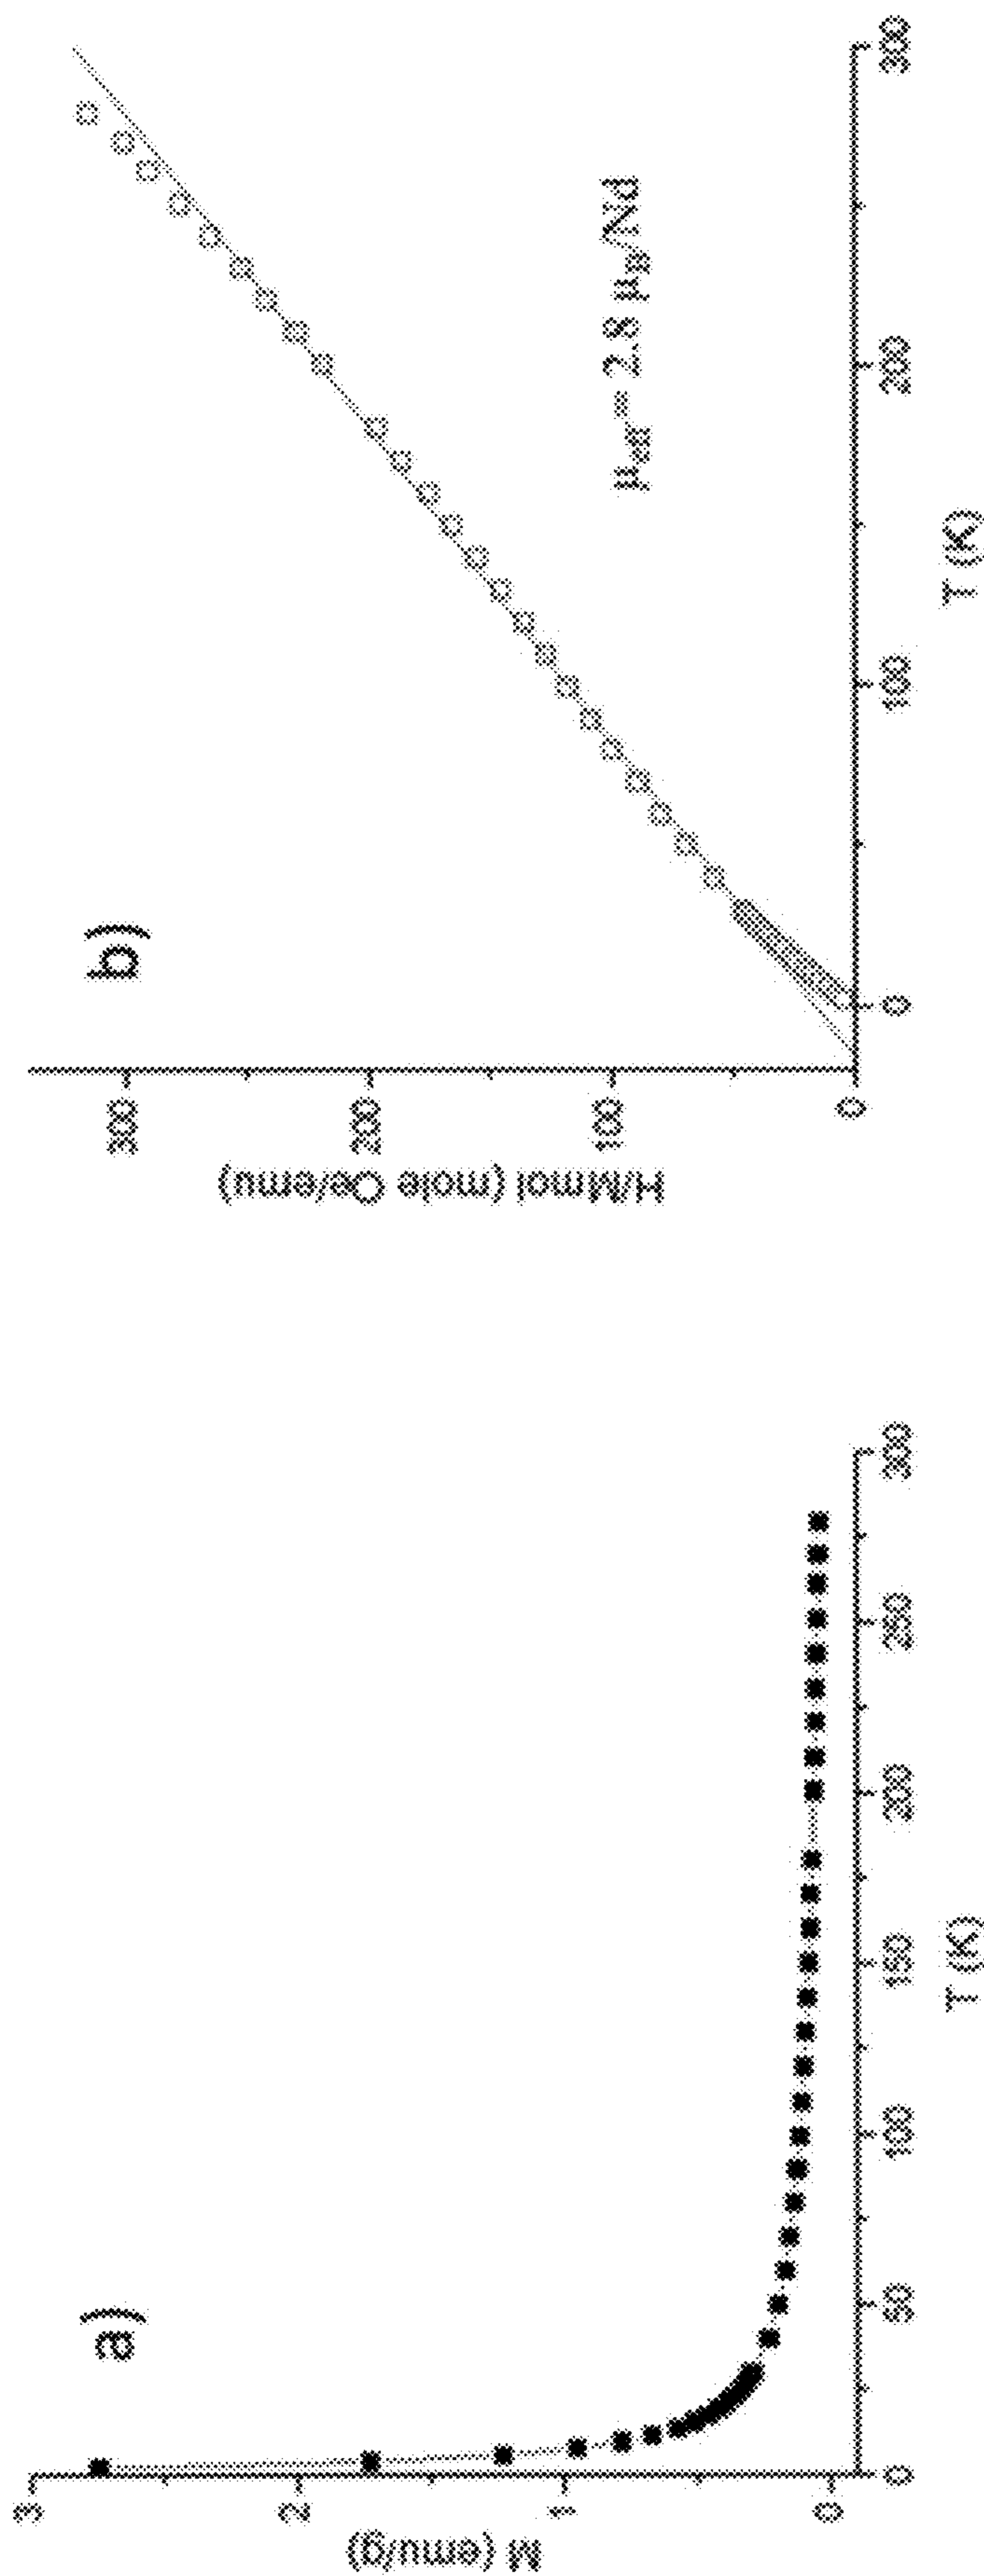 a)
M (emu/g)
3
2
1
0
0 50 100 150 200 250 300
T (K)
b)
H/Mmol (mole Oe/emu)
300
200
100
0
μeff = 2.8 μB/Nd
0 100 200 300
T (K)